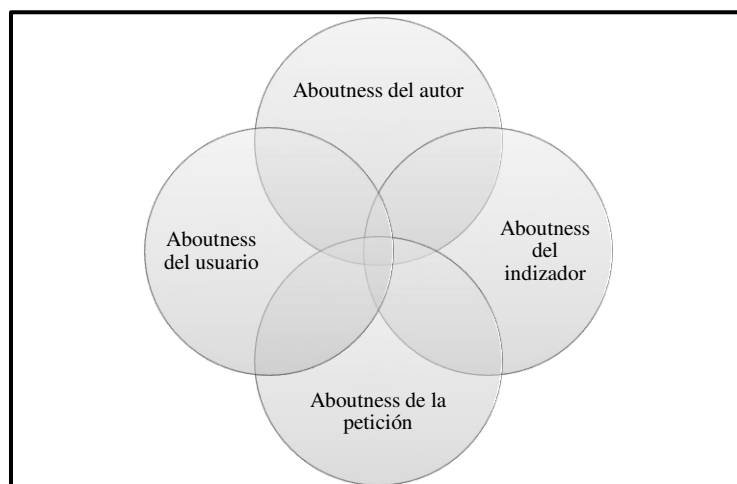 Aboutness del autor
Aboutness
del usuario
Aboutness
del
indizador
Aboutness de la
petición